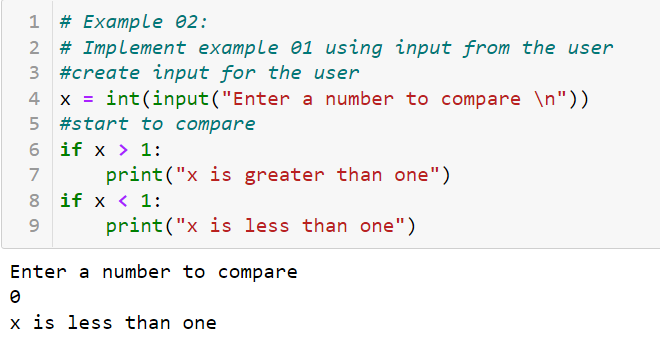 1 # Example 02:
2 # Implement example 01 using input from the user
3 #create input for the user
4 x = int(input("Enter a number to compare \n"))
5 #start to compare
6 if x > 1:
7     print("x is greater than one")
8 if x < 1:
9     print("x is less than one")
Enter a number to compare
0
x is less than one